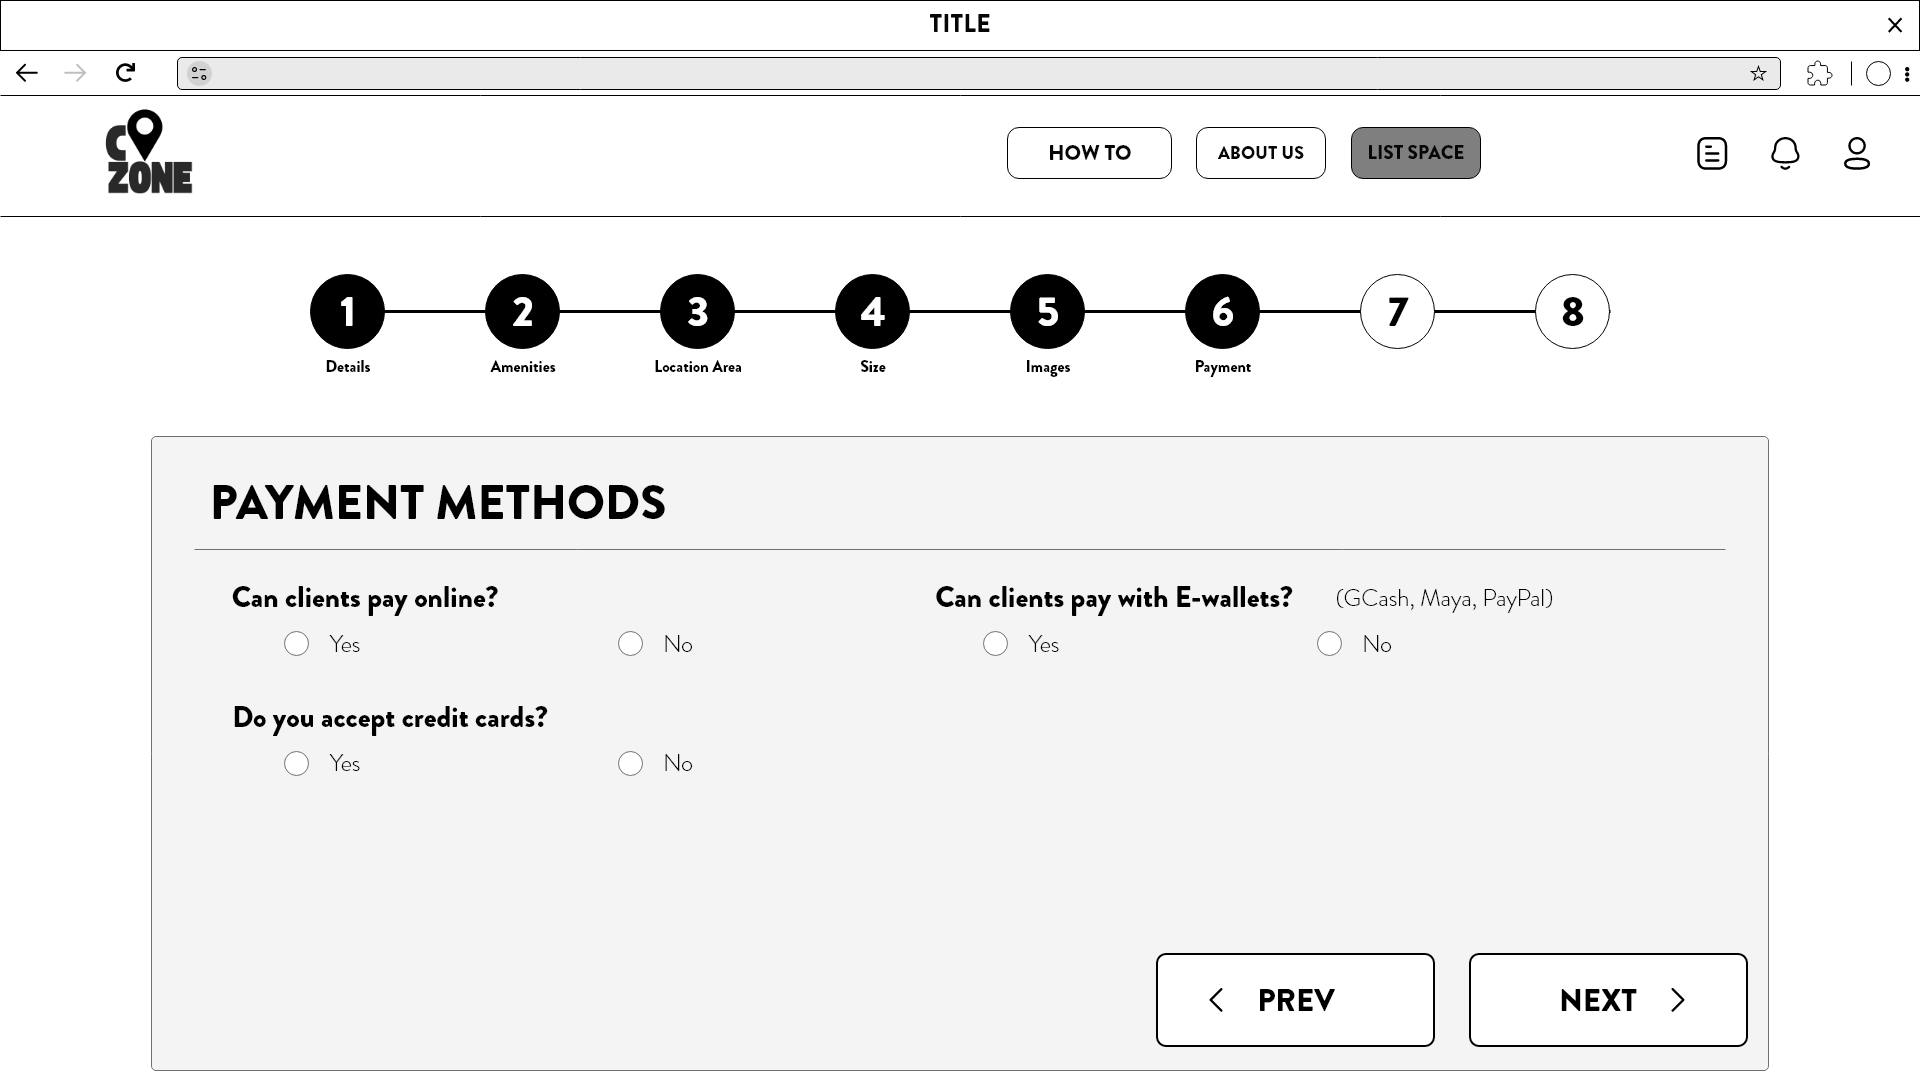 TITLE
CO ZONE
HOW TO
ABOUT US
LIST SPACE
1 2 3 4 5 6 7 8
Details Amenities Location Area Size Images Payment
PAYMENT METHODS
Can clients pay online?
Yes No
Can clients pay with E-wallets? (GCash, Maya, PayPal)
Yes No
Do you accept credit cards?
Yes No
PREV
NEXT